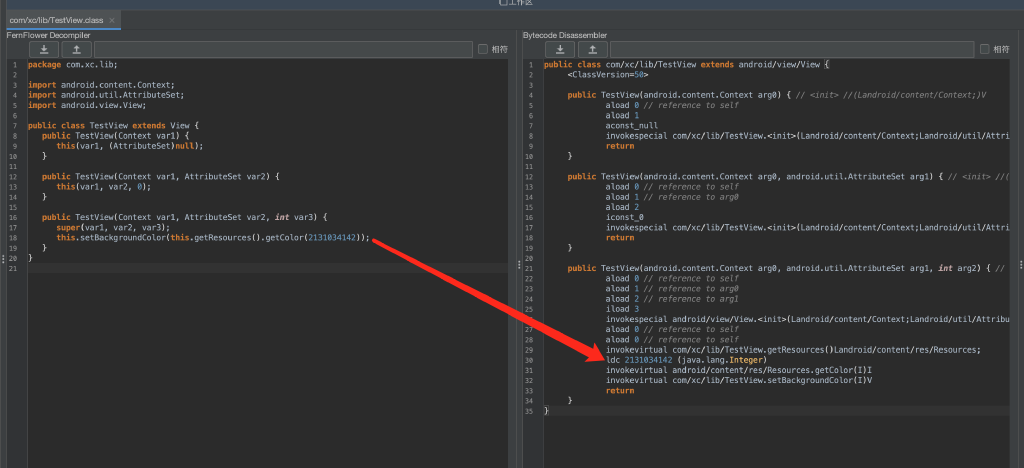 工作区
com/xc/lib/TestView.class ×
FernFlower Decompiler
相符
1 package com.xc.lib;
2
3 import android.content.Context;
4 import android.util.AttributeSet;
5 import android.view.View;
6
7 public class TestView extends View {
8 public TestView(Context var1) {
9 this(var1, (AttributeSet)null);
10 }
11
12 public TestView(Context var1, AttributeSet var2) {
13 this(var1, var2, 0);
14 }
15
16 public TestView(Context var1, AttributeSet var2, int var3) {
17 super(var1, var2, var3);
18 this.setBackgroundColor(this.getResources().getColor(2131034142));
19 }
20 }
21
Bytecode Disassembler
相符
1 public class com/xc/lib/TestView extends android/view/View {
2 <ClassVersion=50>
3
4 public TestView(android.content.Context arg0) { // <init> //(Landroid/content/Context;)V
5 aload 0 // reference to self
6 aload 1
7 aconst_null
8 invokespecial com/xc/lib/TestView.<init>(Landroid/content/Context;Landroid/util/Attri
9 return
10 }
11
12 public TestView(android.content.Context arg0, android.util.AttributeSet arg1) { // <init> //(
13 aload 0 // reference to self
14 aload 1 // reference to arg0
15 aload 2
16 iconst_0
17 invokespecial com/xc/lib/TestView.<init>(Landroid/content/Context;Landroid/util/Attri
18 return
19 }
20
21 public TestView(android.content.Context arg0, android.util.AttributeSet arg1, int arg2) { //
22 aload 0 // reference to self
23 aload 1 // reference to arg0
24 aload 2 // reference to arg1
25 iload 3
invokespecial android/view/View.<init>(Landroid/content/Context;Landroid/util/Attribu
27 aload 0 // reference to self
28 aload 0 // reference to self
29 invokevirtual com/xc/lib/TestView.getResources()Landroid/content/res/Resources;
30 ldc 2131034142 (java.lang.Integer)
31 invokevirtual android/content/res/Resources.getColor(I)I
32 invokevirtual com/xc/lib/TestView.setBackgroundColor(I)V
33 return
34 }
35 }